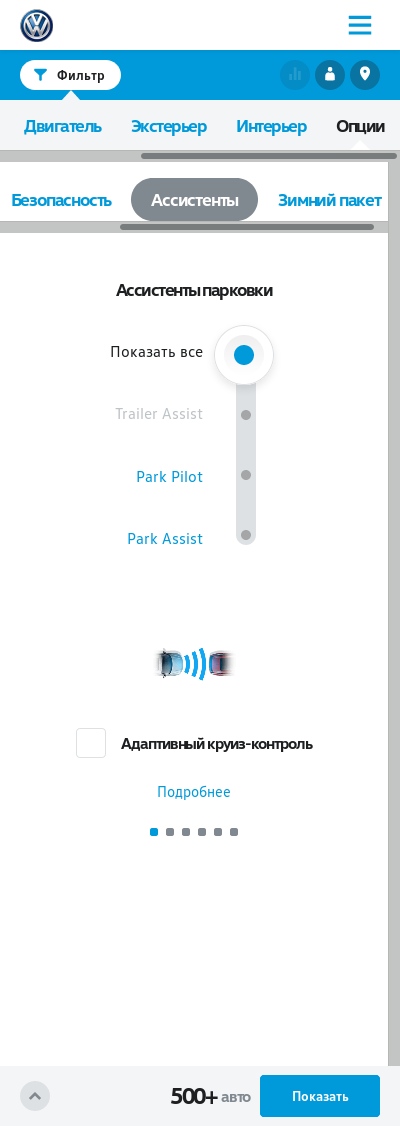 Фильтр
Двигатель Экстерьер Интерьер Опции
Безопасность Ассистенты Зимний пакет
Ассистенты парковки
Показать все
Trailer Assist
Park Pilot
Park Assist
Адаптивный круиз-контроль
Подробнее
500+ авто Показать